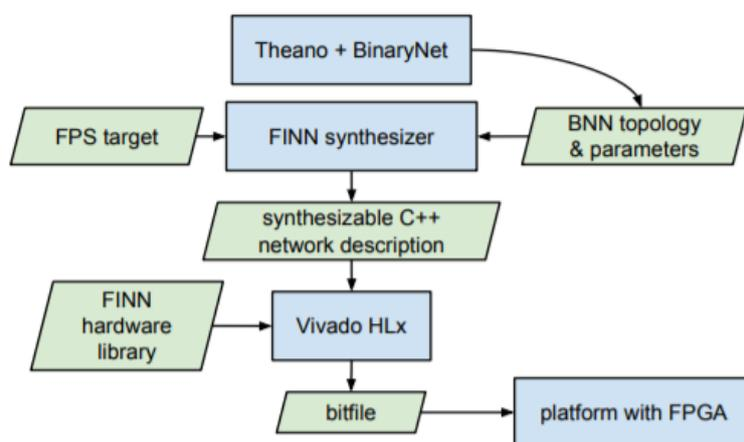 Theano + BinaryNet
FPS target
FINN synthesizer
BNN topology
& parameters
synthesizable C++
network description
FINN
hardware
library
Vivado HLx
bitfile
platform with FPGA